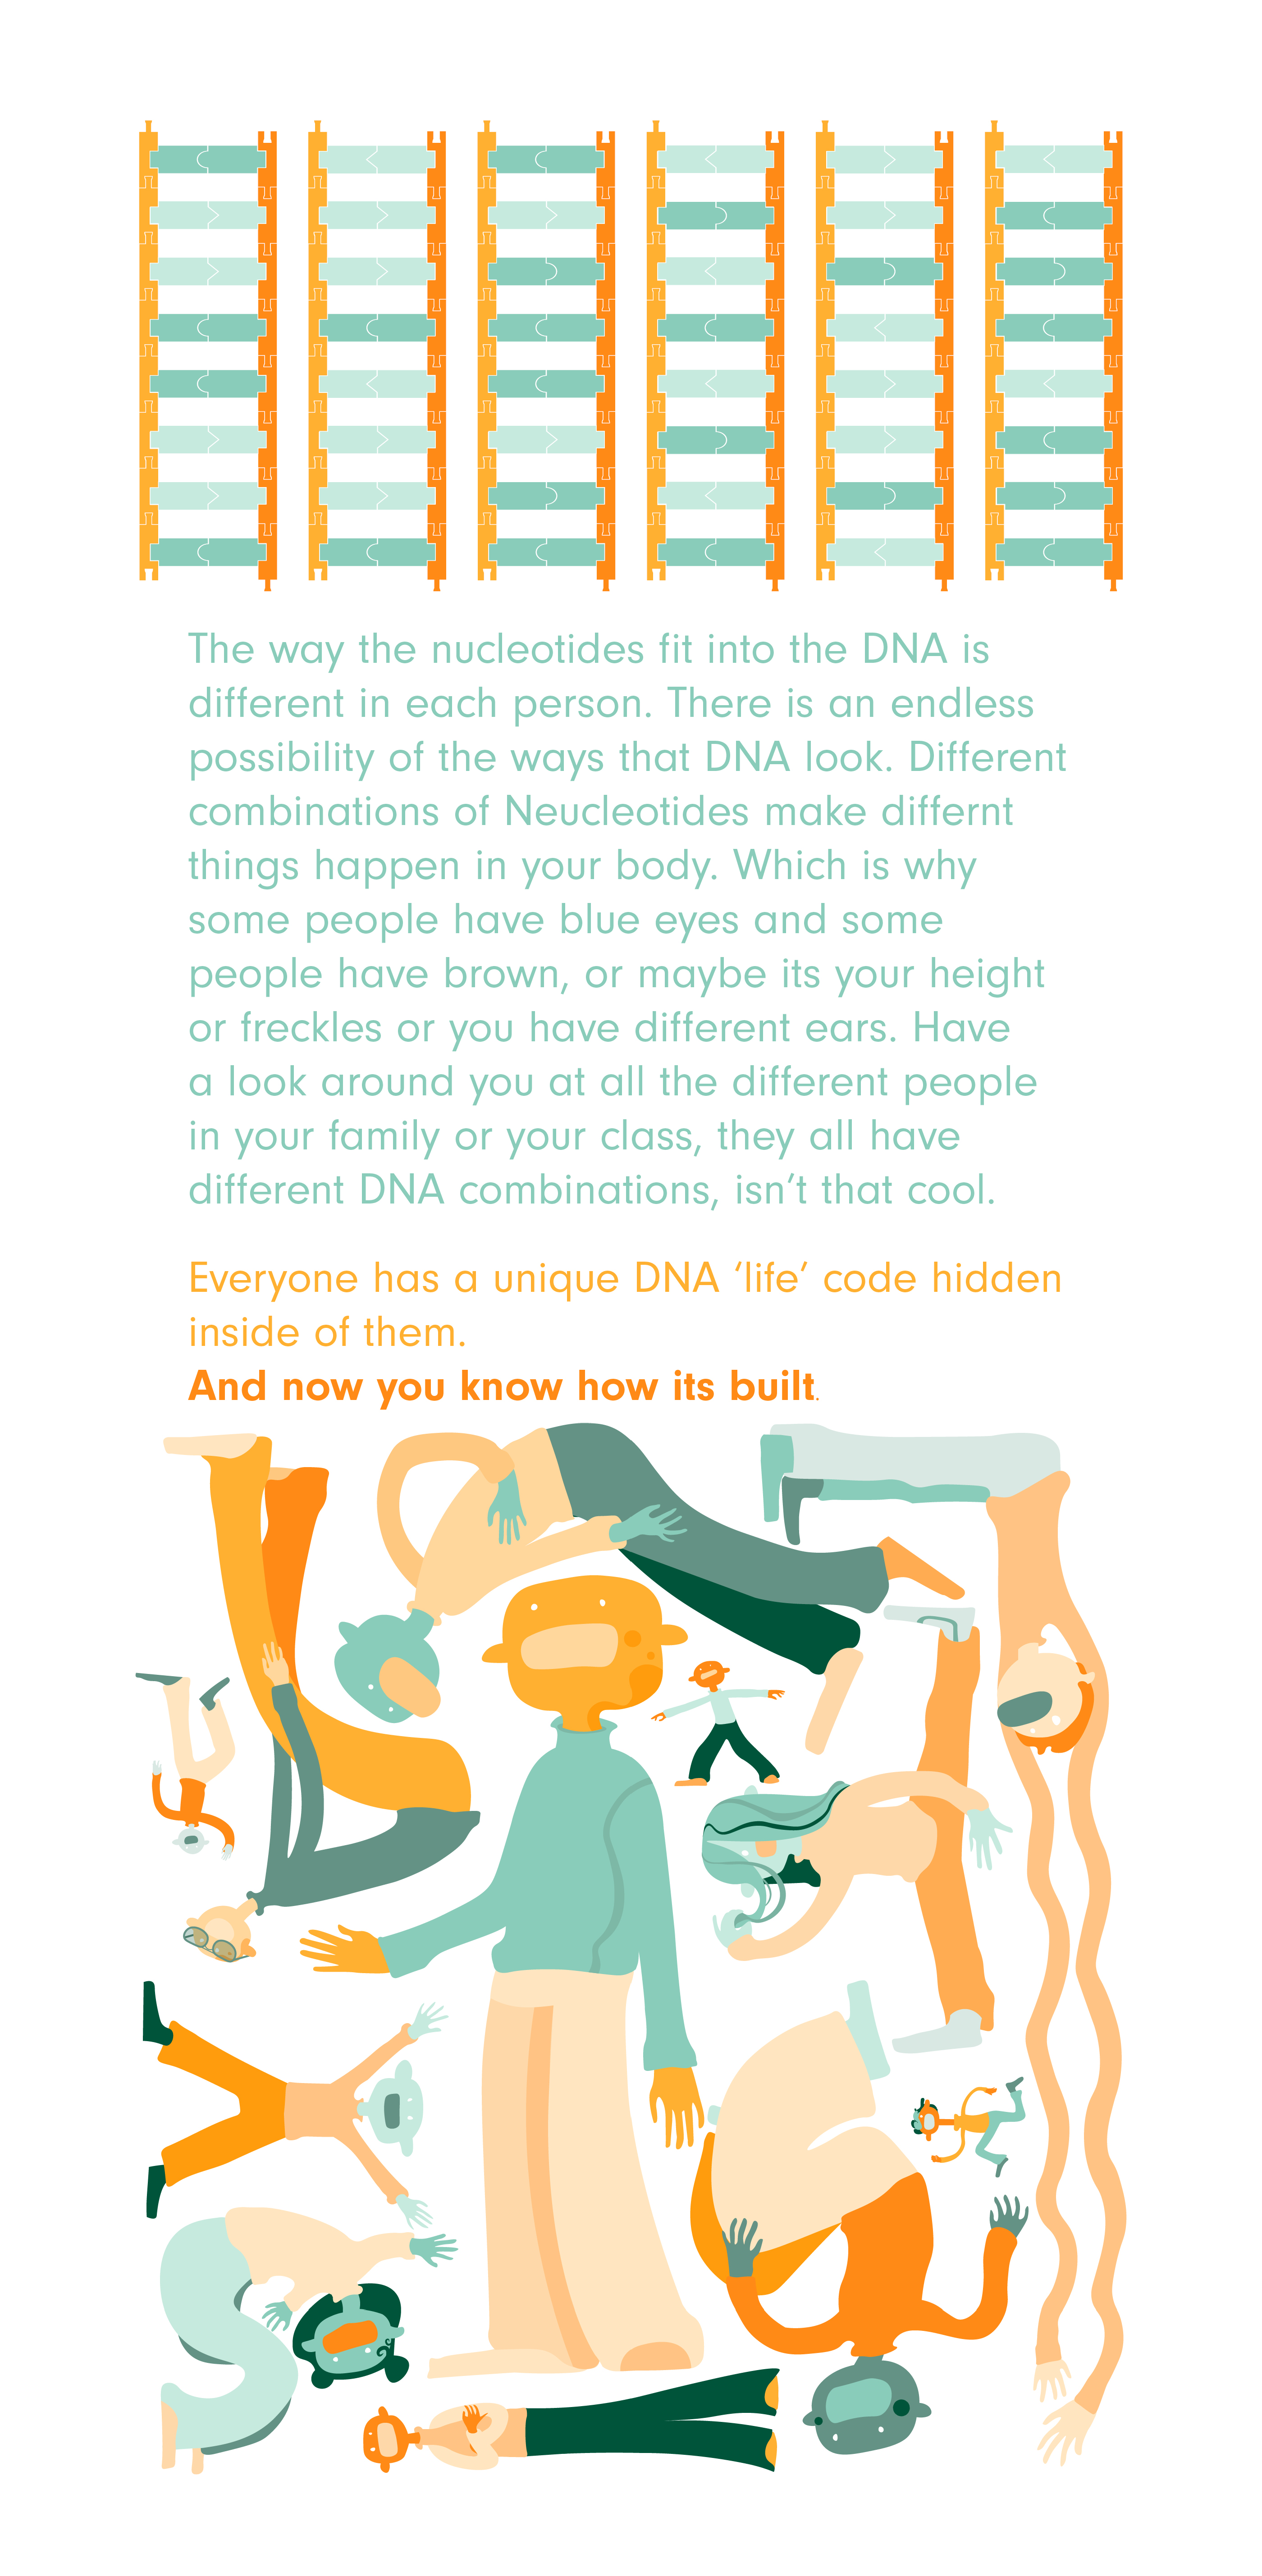 The way the nucleotides fit into the DNA is
different in each person. There is an endless
possibility of the ways that DNA look. Different
combinations of Neucleotides make differnt
things happen in your body. Which is why
some people have blue eyes and some
people have brown, or maybe its your height
or freckles or you have different ears. Have
a look around you at all the different people
in your family or your class, they all have
different DNA combinations, isn’t that cool.
Everyone has a unique DNA ‘life’ code hidden
inside of them.
And now you know how its built.